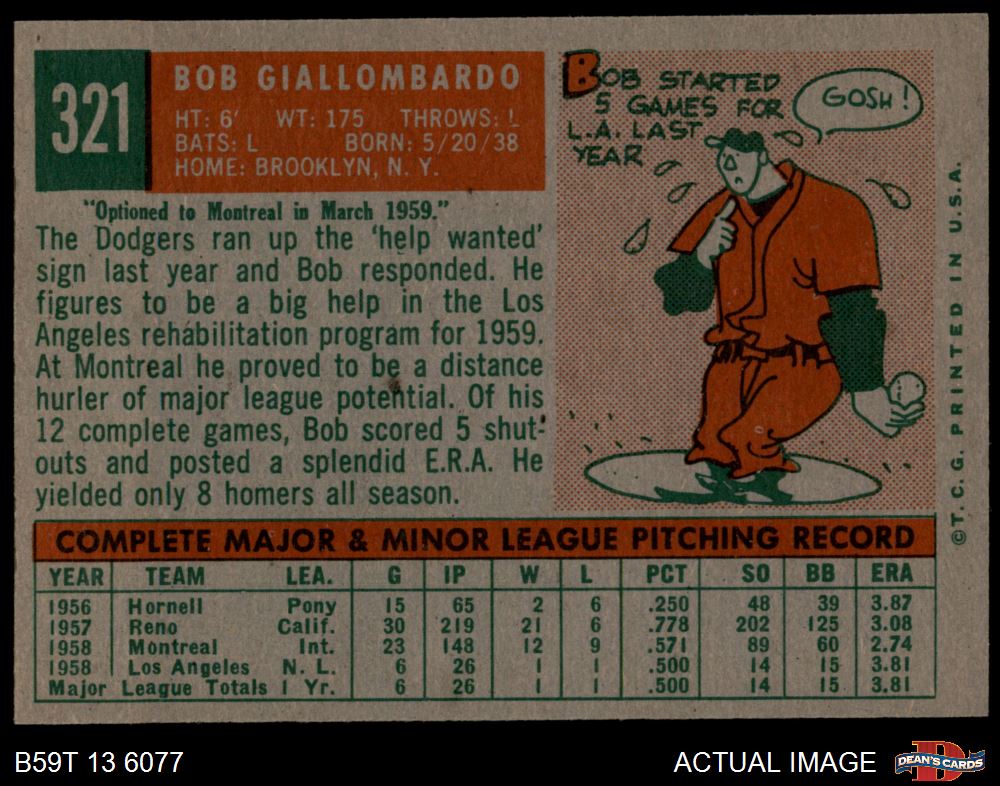 321
BOB GIALLOMBARDO
HT: 6' WT: 175 THROWS: L
BATS: L BORN: 5/20/38
HOME: BROOKLYN, N. Y.
"Optioned to Montreal in March 1959."
The Dodgers ran up the 'help wanted'
sign last year and Bob responded. He
figures to be a big help in the Los
Angeles rehabilitation program for 1959.
At Montreal he proved to be a distance
hurler of major league potential. Of his
12 complete games, Bob scored 5 shut-
outs and posted a splendid E.R.A. He
yielded only 8 homers all season.
BOB STARTED
5 GAMES FOR
L.A. LAST
YEAR
GOSH!
© T. C. G. PRINTED IN U.S.A.
COMPLETE MAJOR & MINOR LEAGUE PITCHING RECORD
YEAR TEAM LEA. G IP W L PCT SO BB ERA
1956 Hornell Pony 15 65 2 6 .250 48 39 3.87
1957 Reno Calif. 30 219 21 6 .778 202 125 3.08
1958 Montreal Int. 23 148 12 9 .571 89 60 2.74
1958 Los Angeles N. L. 6 26 1 1 .500 14 15 3.81
Major League Totals 1 Yr. 6 26 1 1 .500 14 15 3.81
B59T 13 6077
ACTUAL IMAGE
DEAN'S CARDS